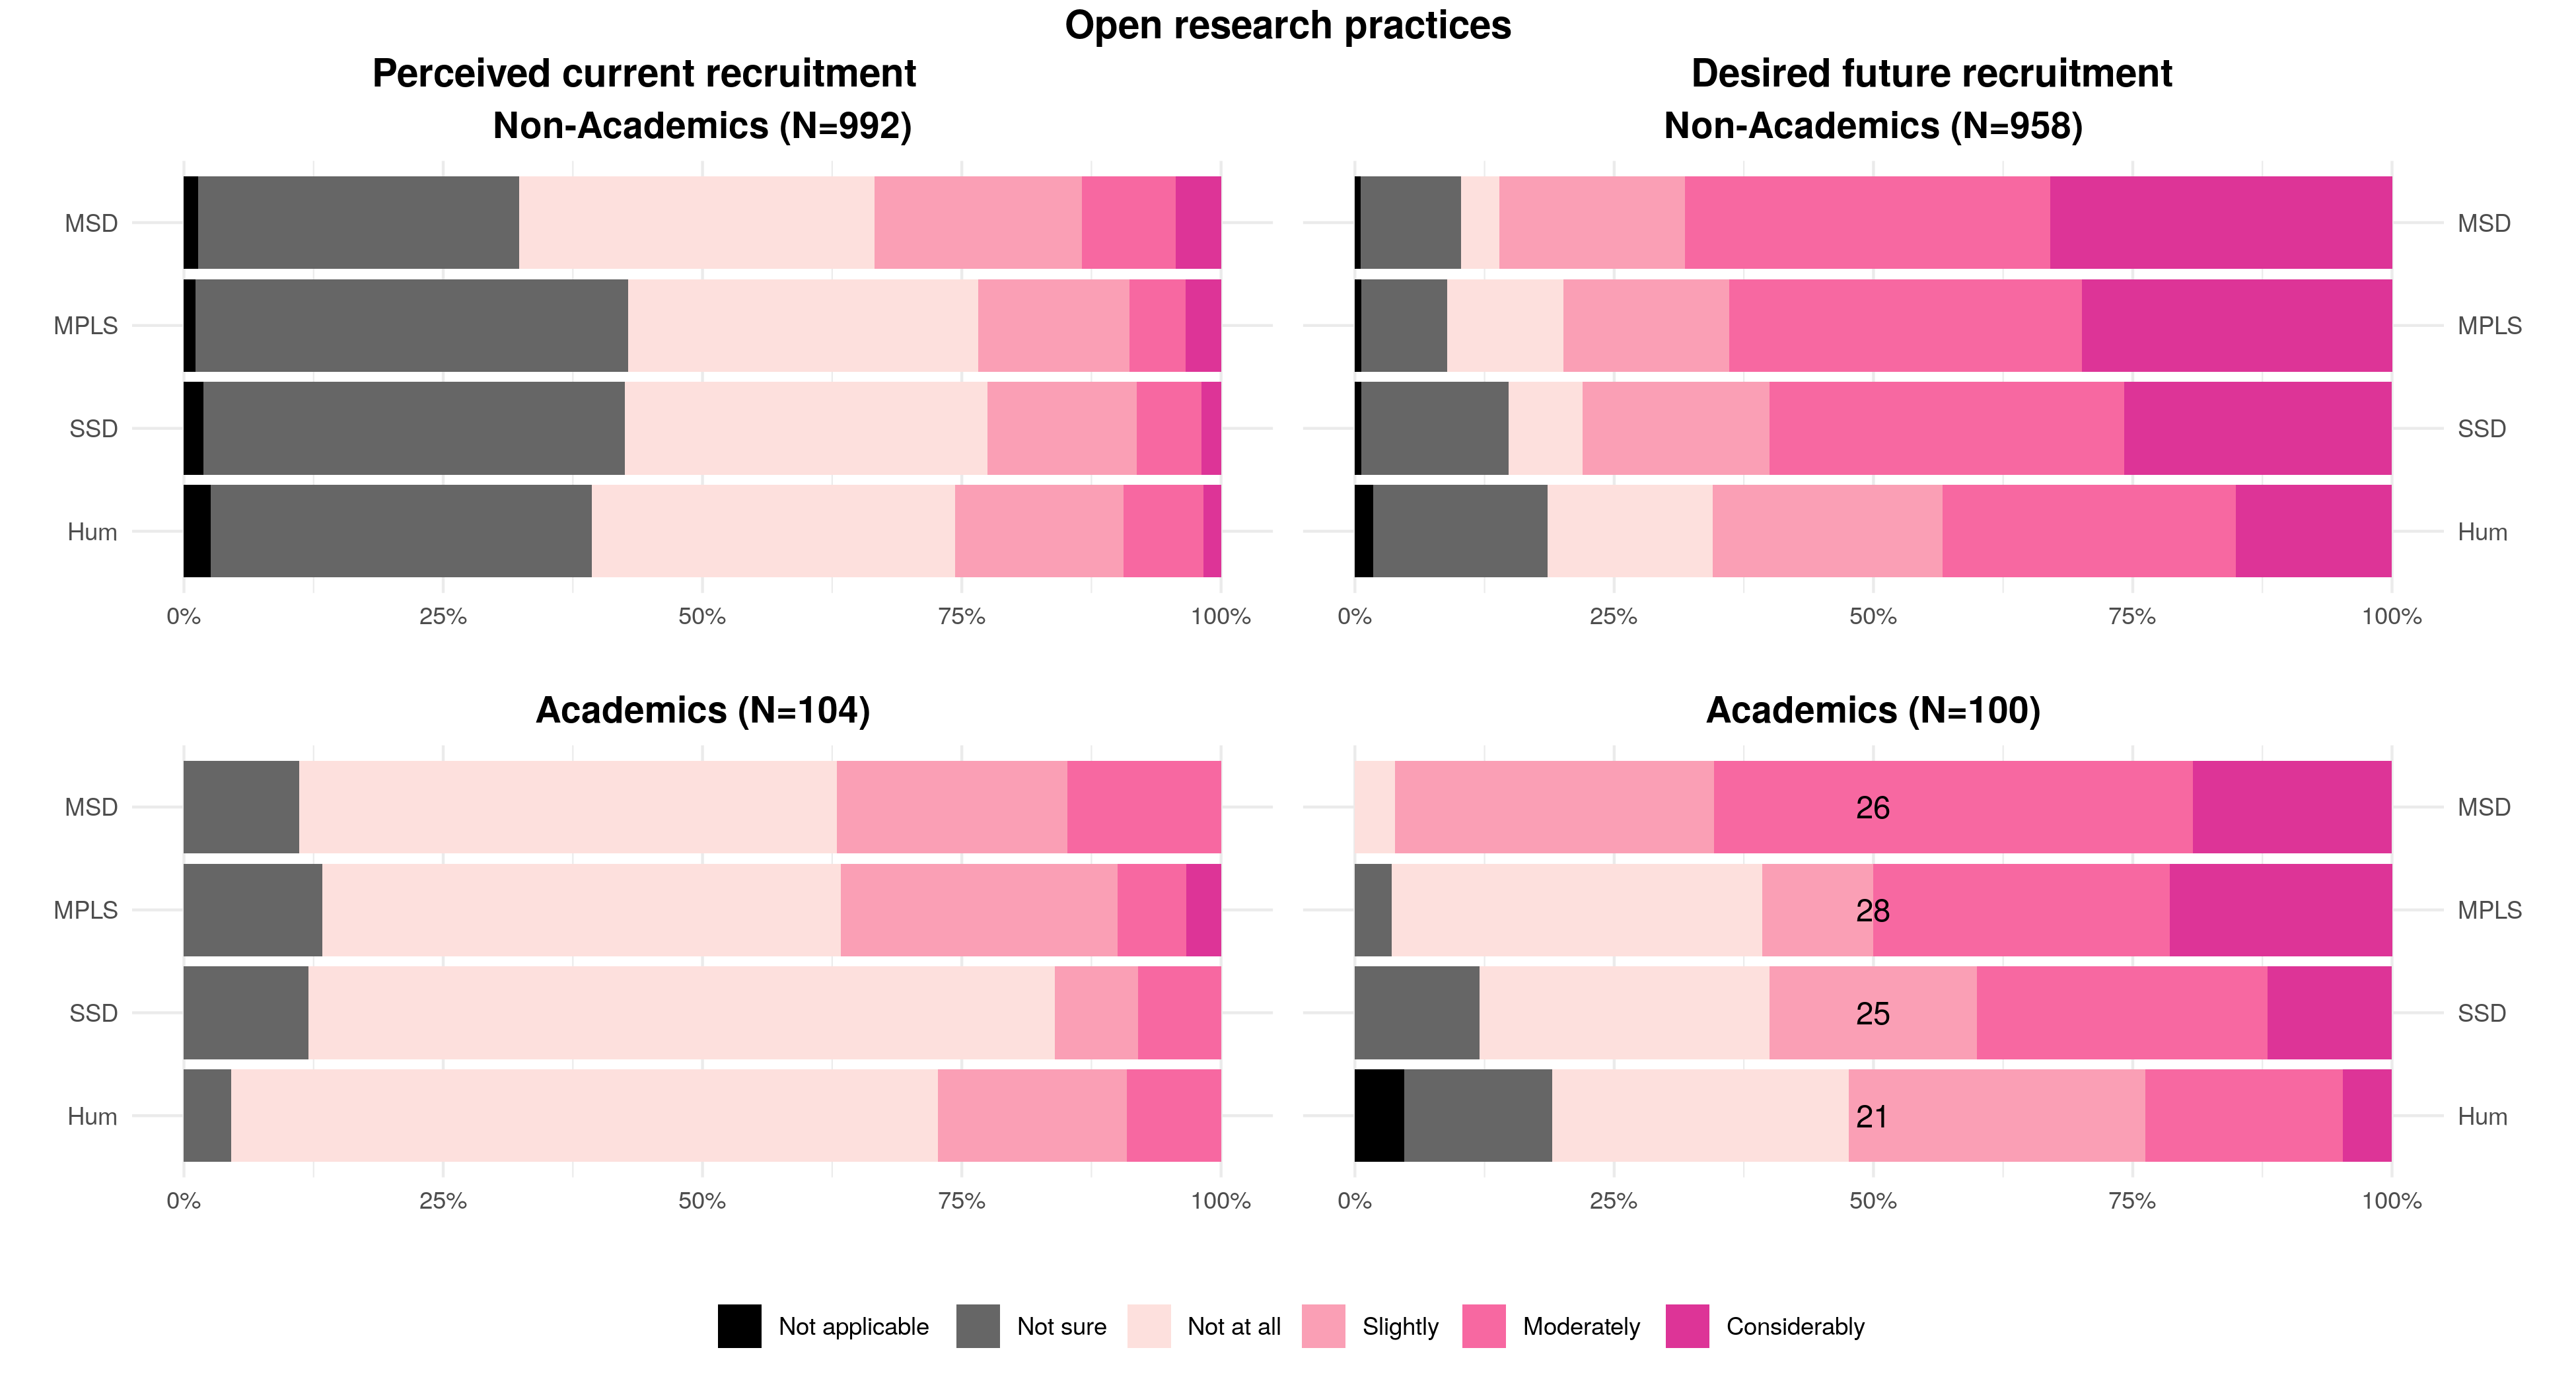 Open research practices
Perceived current recruitment
Desired future recruitment
Non-Academics (N=992)
Non-Academics (N=958)
MSD
MPLS
SSD
Hum
0% 25% 50% 75% 100%
MSD
MPLS
SSD
Hum
0% 25% 50% 75% 100%
Academics (N=104)
Academics (N=100)
MSD
MPLS
SSD
Hum
0% 25% 50% 75% 100%
26 MSD
28 MPLS
25 SSD
21 Hum
0% 25% 50% 75% 100%
Not applicable Not sure Not at all Slightly Moderately Considerably